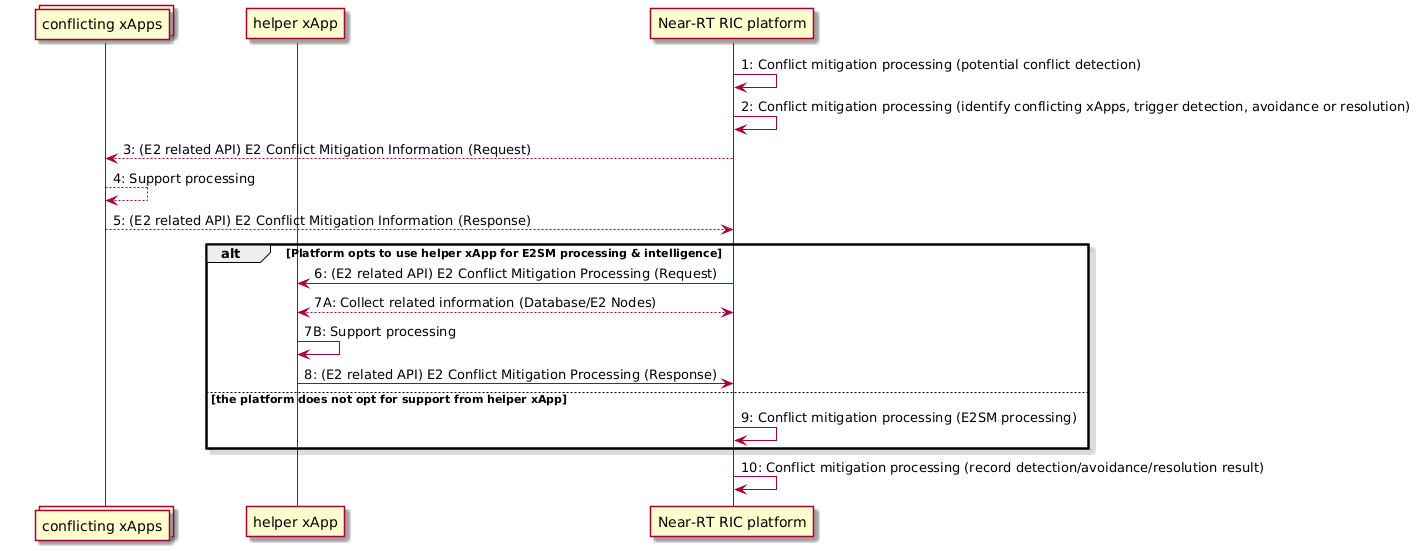 conflicting xApps
helper xApp
Near-RT RIC platform
1: Conflict mitigation processing (potential conflict detection)
2: Conflict mitigation processing (identify conflicting xApps, trigger detection, avoidance or resolution)
3: (E2 related API) E2 Conflict Mitigation Information (Request)
4: Support processing
5: (E2 related API) E2 Conflict Mitigation Information (Response)
alt [Platform opts to use helper xApp for E2SM processing & intelligence]
6: (E2 related API) E2 Conflict Mitigation Processing (Request)
7A: Collect related information (Database/E2 Nodes)
7B: Support processing
8: (E2 related API) E2 Conflict Mitigation Processing (Response)
[the platform does not opt for support from helper xApp]
9: Conflict mitigation processing (E2SM processing)
10: Conflict mitigation processing (record detection/avoidance/resolution result)
conflicting xApps
helper xApp
Near-RT RIC platform